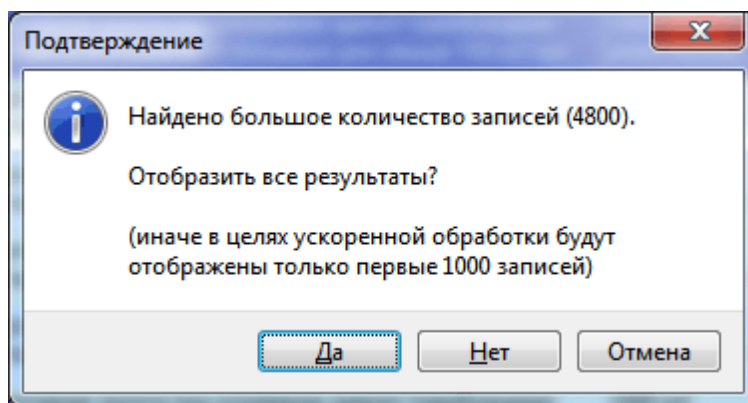 Подтверждение
Найдено большое количество записей (4800).
Отобразить все результаты?
(иначе в целях ускоренной обработки будут
отображены только первые 1000 записей)
Да
Нет
Отмена